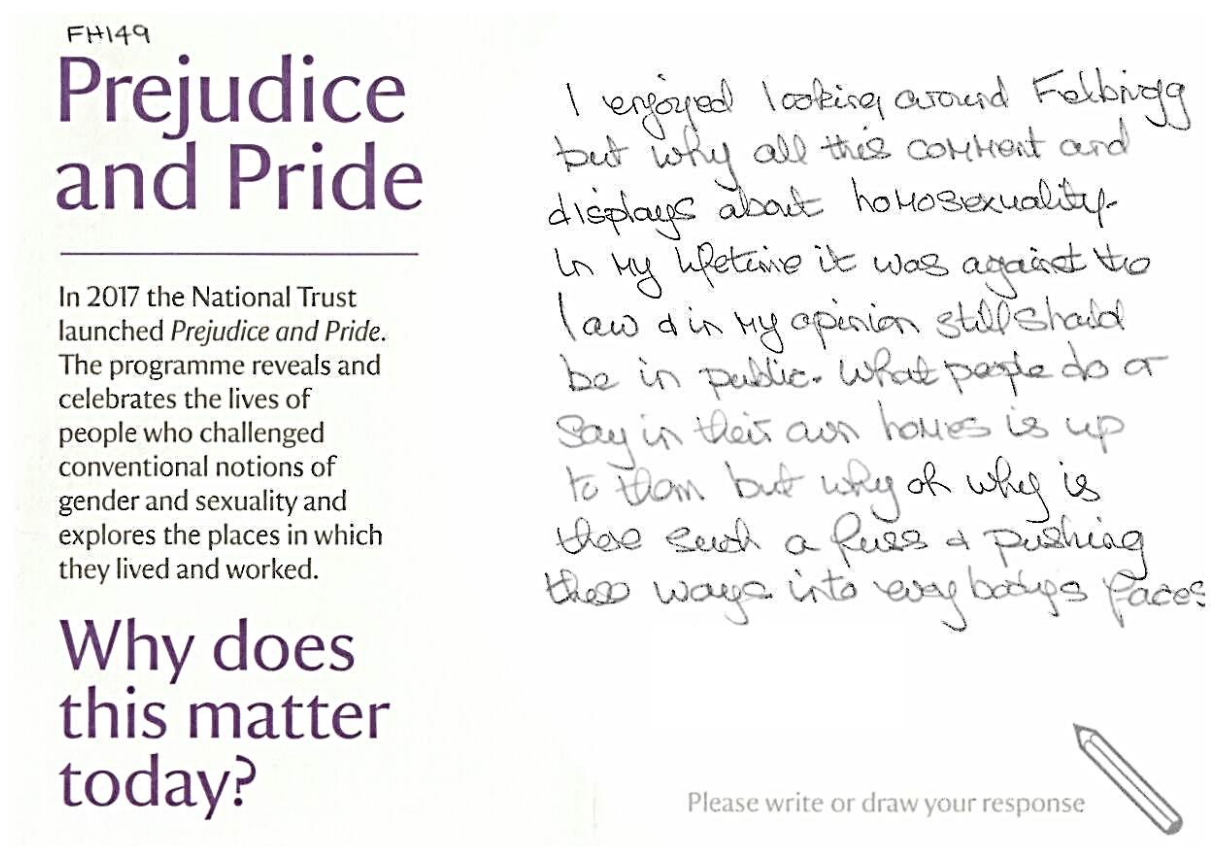 FH149
Prejudice
and Pride
In 2017 the National Trust
launched Prejudice and Pride.
The programme reveals and
celebrates the lives of
people who challenged
conventional notions of
gender and sexuality and
explores the places in which
they lived and worked.
Why does
this matter
today?
I enjoyed looking around Felbrigg
but why all this comment and
displays about homosexuality.
In my lifetime it was against the
law & in my opinion still should
be in public. What people do or
say in their own homes is up
to them but why oh why is
there such a fuss & pushing
these ways into everybodys faces
Please write or draw your response